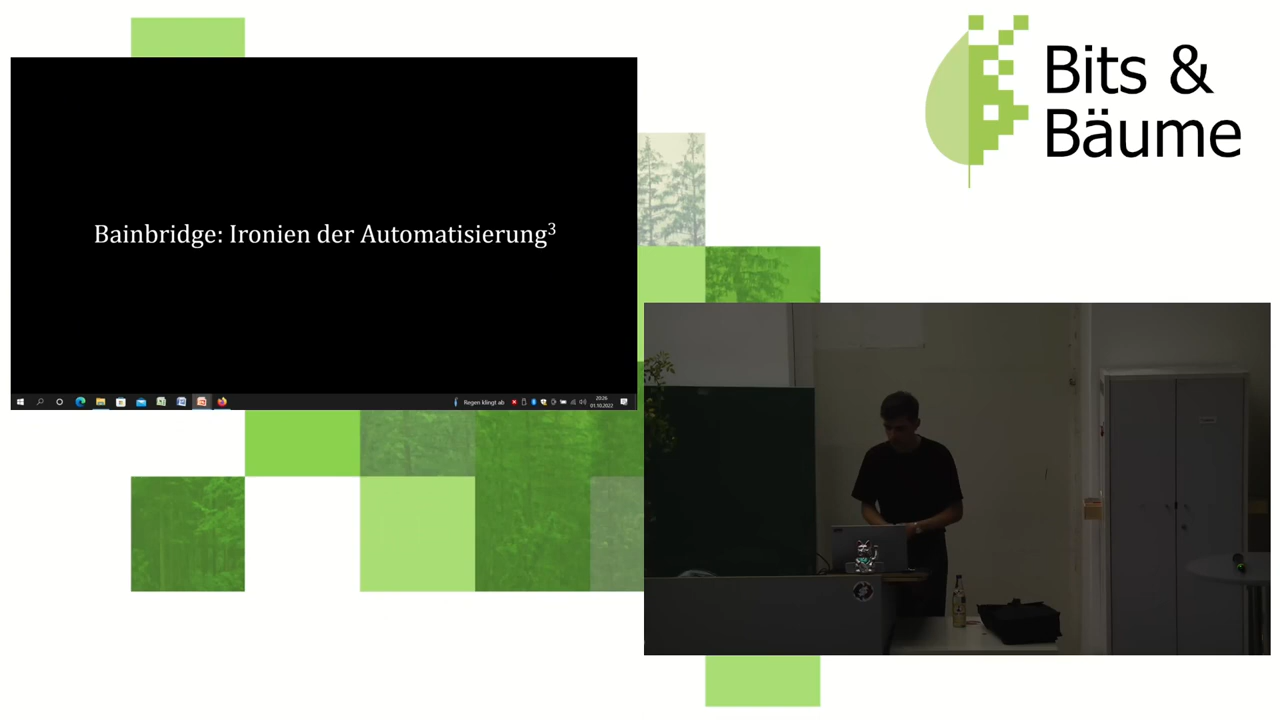 Bits &
Bäume
Bainbridge: Ironien der Automatisierung³
Regen klingt ab
20:26
01.10.2022